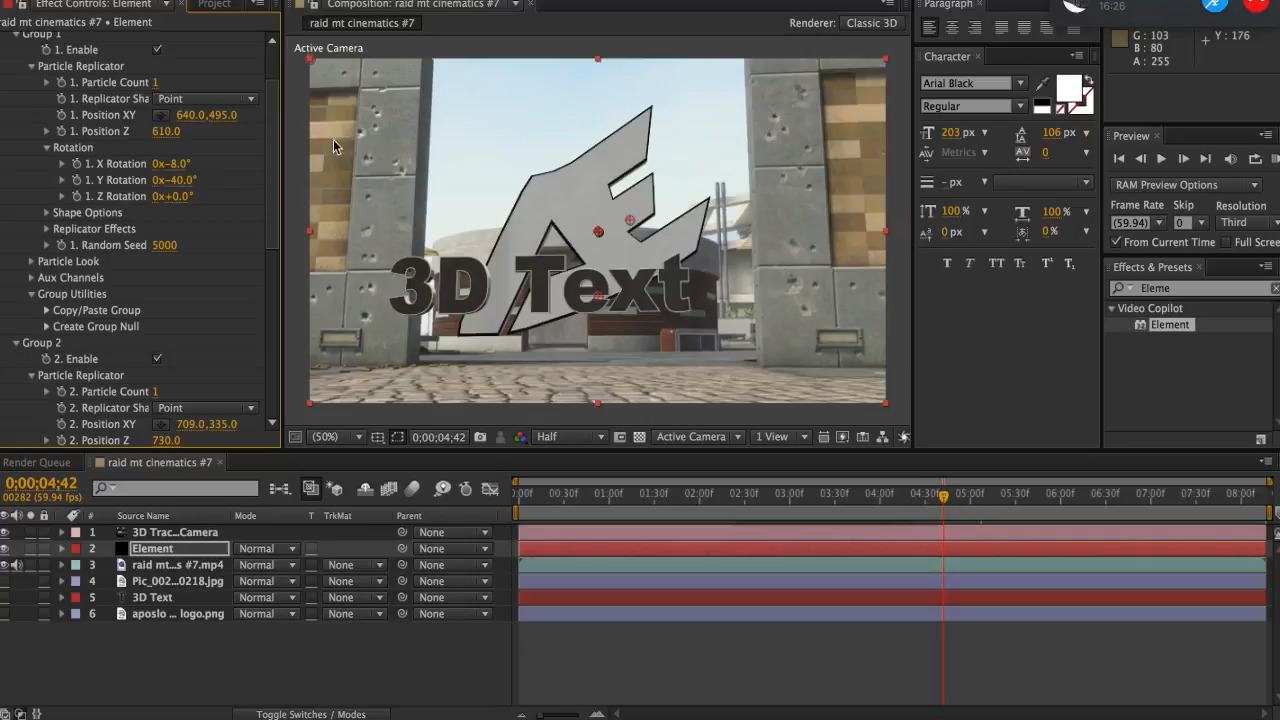 Effect Controls: Element
Project
Composition: raid mt cinematics #7
Paragraph
16:26
raid mt cinematics #7 • Element
raid mt cinematics #7
Renderer: Classic 3D
Active Camera
G : 103
B : 80
A : 255
Y : 176
Group 1
1. Enable
Particle Replicator
1. Particle Count 1
1. Replicator Sha Point
1. Position XY 640.0,495.0
1. Position Z 610.0
Rotation
1. X Rotation 0x-8.0°
1. Y Rotation 0x-40.0°
1. Z Rotation 0x+0.0°
Shape Options
Replicator Effects
1. Random Seed 5000
Particle Look
Aux Channels
Group Utilities
Copy/Paste Group
Create Group Null
Group 2
2. Enable
Particle Replicator
2. Particle Count 1
2. Replicator Sha Point
2. Position XY 709.0,335.0
2. Position Z 730.0
3D Text
(50%) 0;00;04;42 Half Active Camera 1 View
Character
Arial Black
Regular
203 px 106 px
Metrics 0
- px
100% 100%
0 px 0%
T T TT Tт T¹ T₁
Preview
RAM Preview Options
Frame Rate Skip Resolution
(59.94) 0 Third
From Current Time Full Scree
Effects & Presets
Eleme
Video Copilot
Element
Render Queue raid mt cinematics #7
0;00;04;42
00282 (59.94 fps)
:00f 00:30f 01:00f 01:30f 02:00f 02:30f 03:00f 03:30f 04:00f 04:30f 05:00f 05:30f 06:00f 06:30f 07:00f 07:30f 08:00f
# Source Name Mode T TrkMat Parent
1 3D Trac...Camera None
2 Element Normal None
3 raid mt...s #7.mp4 Normal None None
4 Pic_002...0218.jpg Normal None None
5 3D Text Normal None None
6 aposlo ... logo.png Normal None None
Toggle Switches / Modes